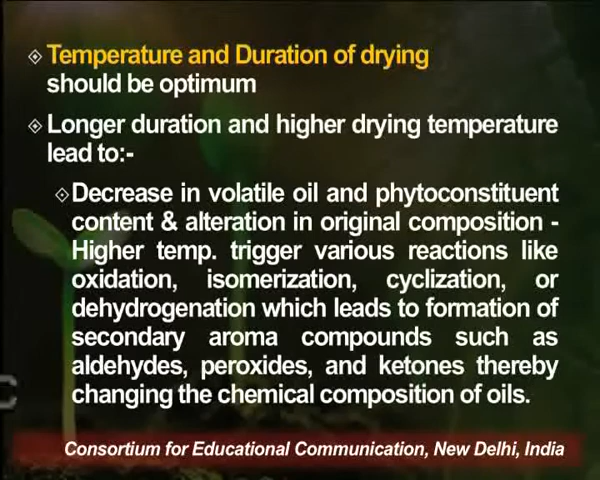 Temperature and Duration of drying
should be optimum
Longer duration and higher drying temperature
lead to:-
Decrease in volatile oil and phytoconstituent
content & alteration in original composition -
Higher temp. trigger various reactions like
oxidation, isomerization, cyclization, or
dehydrogenation which leads to formation of
secondary aroma compounds such as
aldehydes, peroxides, and ketones thereby
changing the chemical composition of oils.
Consortium for Educational Communication, New Delhi, India